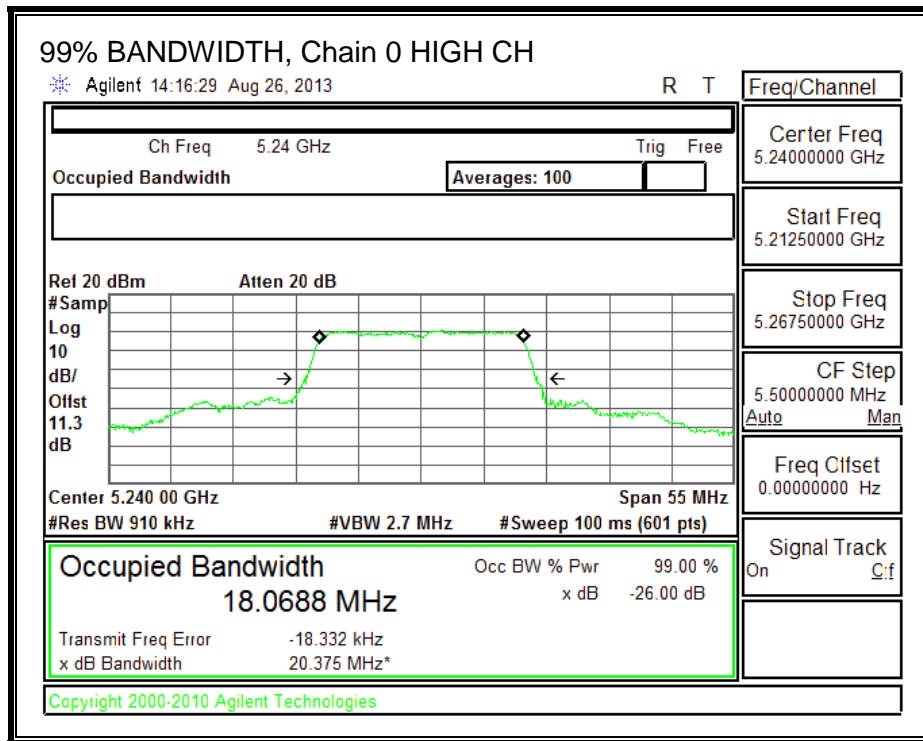 99% BANDWIDTH, Chain 0 HIGH CH
Agilent 14:16:29 Aug 26, 2013 R T
Freq/Channel
Ch Freq 5.24 GHz Trig Free
Occupied Bandwidth Averages: 100
Center Freq
5.24000000 GHz
Start Freq
5.21250000 GHz
Stop Freq
5.26750000 GHz
CF Step
5.50000000 MHz
Auto Man
Freq Offset
0.00000000 Hz
Signal Track
On Off
Ref 20 dBm Atten 20 dB
#Samp
Log
10
dB/
Offst
11.3
dB
Center 5.240 00 GHz Span 55 MHz
#Res BW 910 kHz #VBW 2.7 MHz #Sweep 100 ms (601 pts)
Occupied Bandwidth
18.0688 MHz
Occ BW % Pwr 99.00 %
x dB -26.00 dB
Transmit Freq Error -18.332 kHz
x dB Bandwidth 20.375 MHz*
Copyright 2000-2010 Agilent Technologies